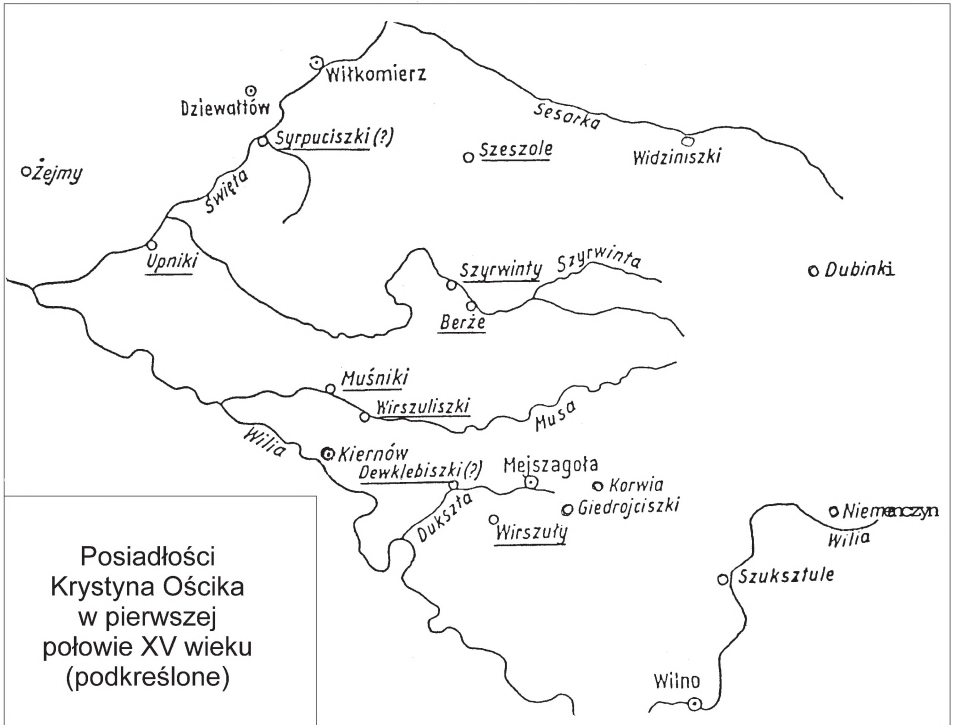 Wiłkomierz
Dziewałtów
Sesarka
Syrpuciszki (?)
Szeszole
Widziniszki
Żejmy
Święta
Upniki
Szyrwinty
Szyrwinta
Dubinki
Berże
Muśniki
Wirszuliszki
Musa
Wilia
Kiernów
Dewklebiszki (?)
Mejszagoła
Korwia
Giedrojciszki
Dukszta
Wirszuły
Niemenczyn
Wilia
Szuksztule
Wilno
Posiadłości
Krystyna Ościka
w pierwszej
połowie XV wieku
(podkreślone)